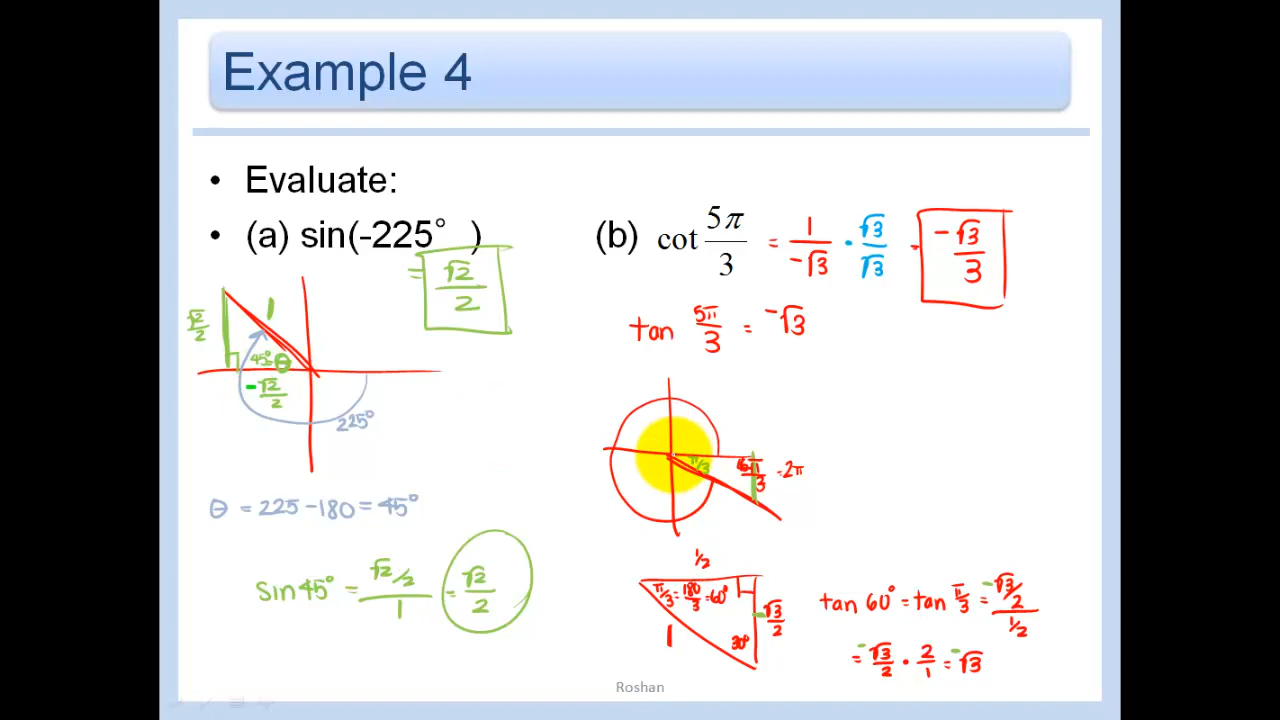 Example 4
• Evaluate:
• (a) sin(-225° ) = √2/2
(b) cot 5π/3 = 1/-√3 • √3/√3 = -√3/3
tan 5π/3 = -√3
1
√2/2
45° θ
-√2/2
225°
π/3
6π/3 = 2π
θ = 225 - 180 = 45°
sin 45° = √2/2 / 1 = √2/2
1/2
π/3 = 180/3 = 60°
-√3/2
1
30°
tan 60° = tan π/3 = -√3/2 / 1/2
= -√3/2 • 2/1 = -√3
Roshan